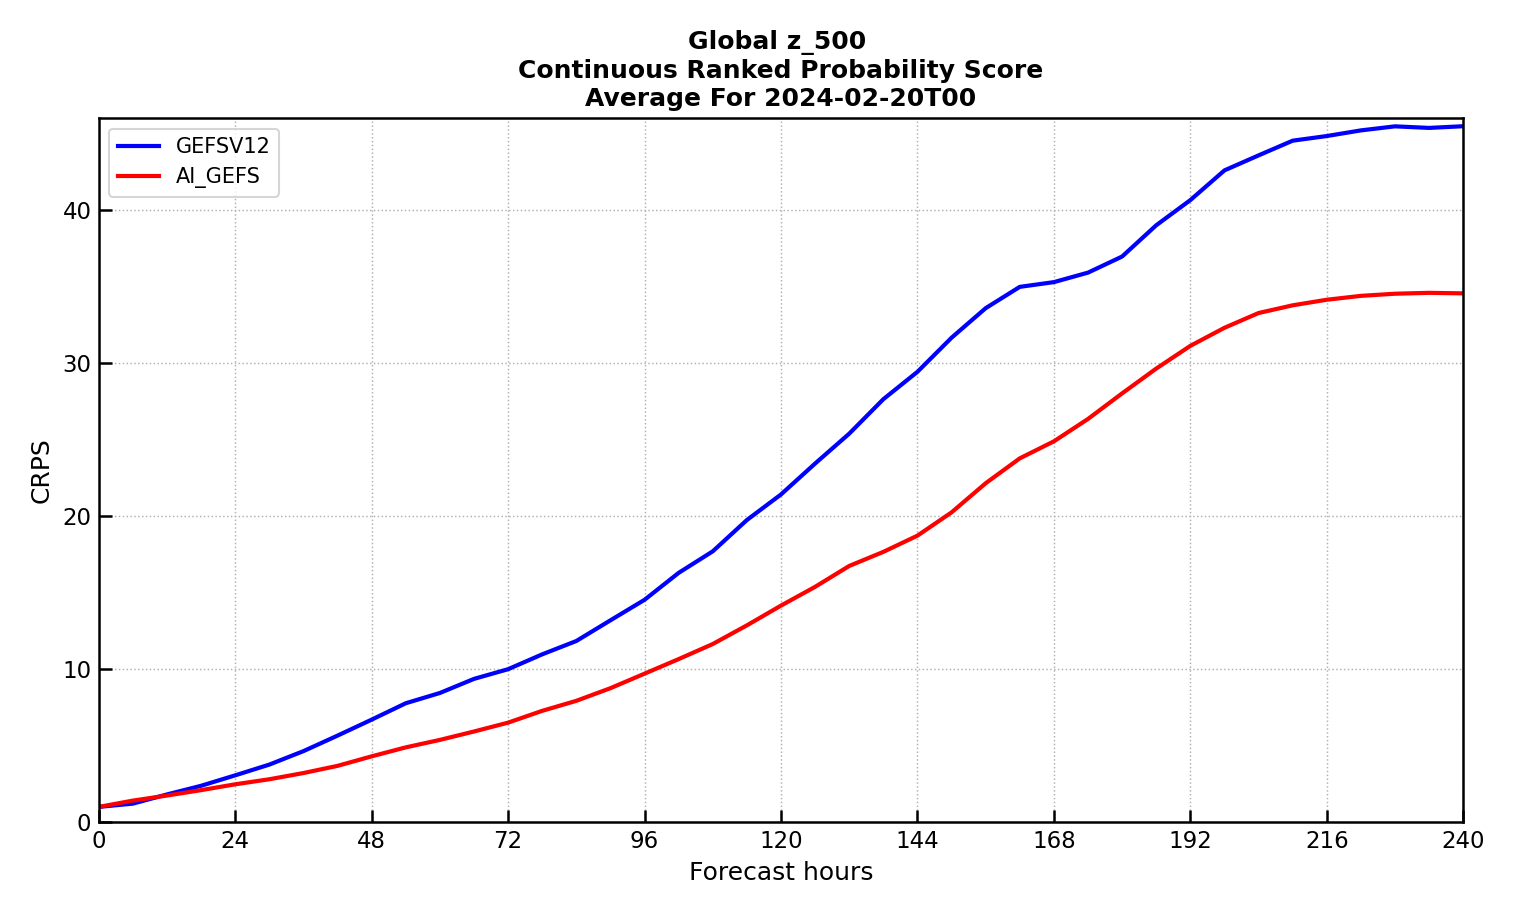 Global z_500
Continuous Ranked Probability Score
Average For 2024-02-20T00
GEFSV12
AI_GEFS
40
30
20
10
0
CRPS
0 24 48 72 96 120 144 168 192 216 240
Forecast hours